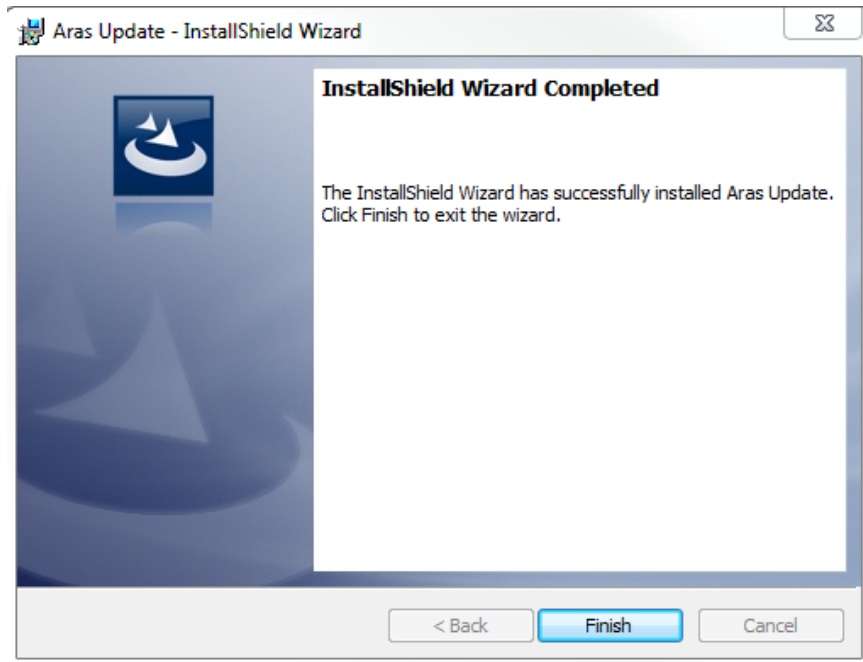 Aras Update - InstallShield Wizard
InstallShield Wizard Completed
The InstallShield Wizard has successfully installed Aras Update.
Click Finish to exit the wizard.
< Back
Finish
Cancel